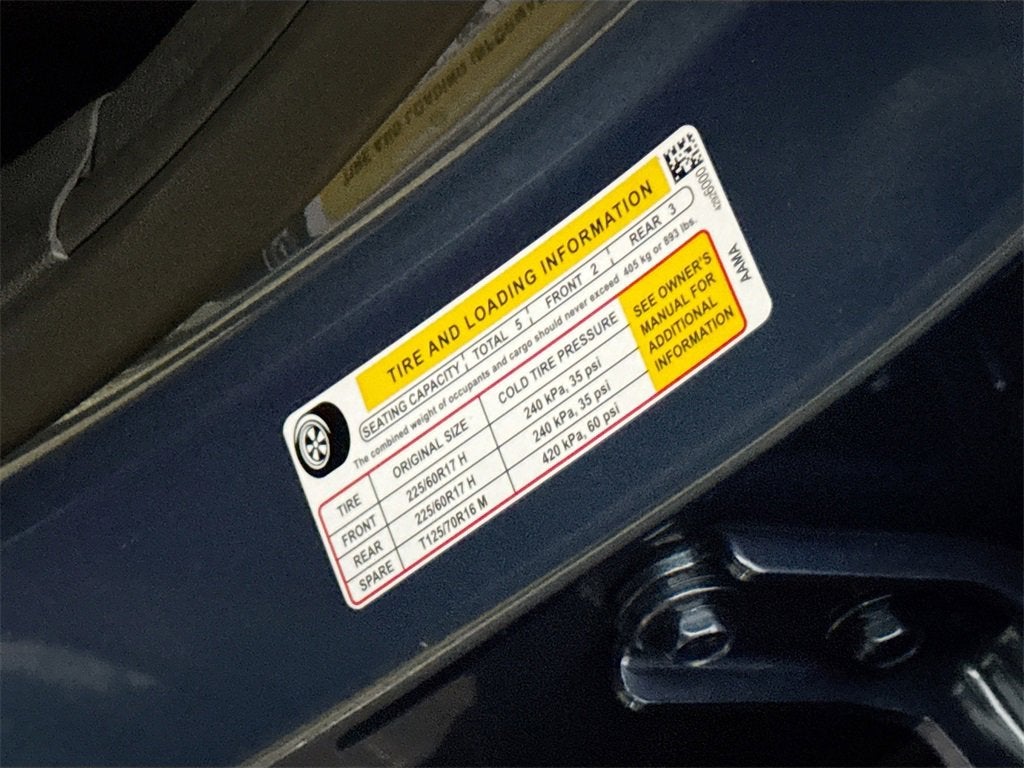 TIRE AND LOADING INFORMATION
SEATING CAPACITY TOTAL 5 FRONT 2 REAR 3
The combined weight of occupants and cargo should never exceed 405 kg or 893 lbs.
TIRE ORIGINAL SIZE COLD TIRE PRESSURE
FRONT 225/60R17 H 240 kPa, 35 psi
REAR 225/60R17 H 240 kPa, 35 psi
SPARE T125/70R16 M 420 kPa, 60 psi
SEE OWNER'S
MANUAL FOR
ADDITIONAL
INFORMATION
AAMA